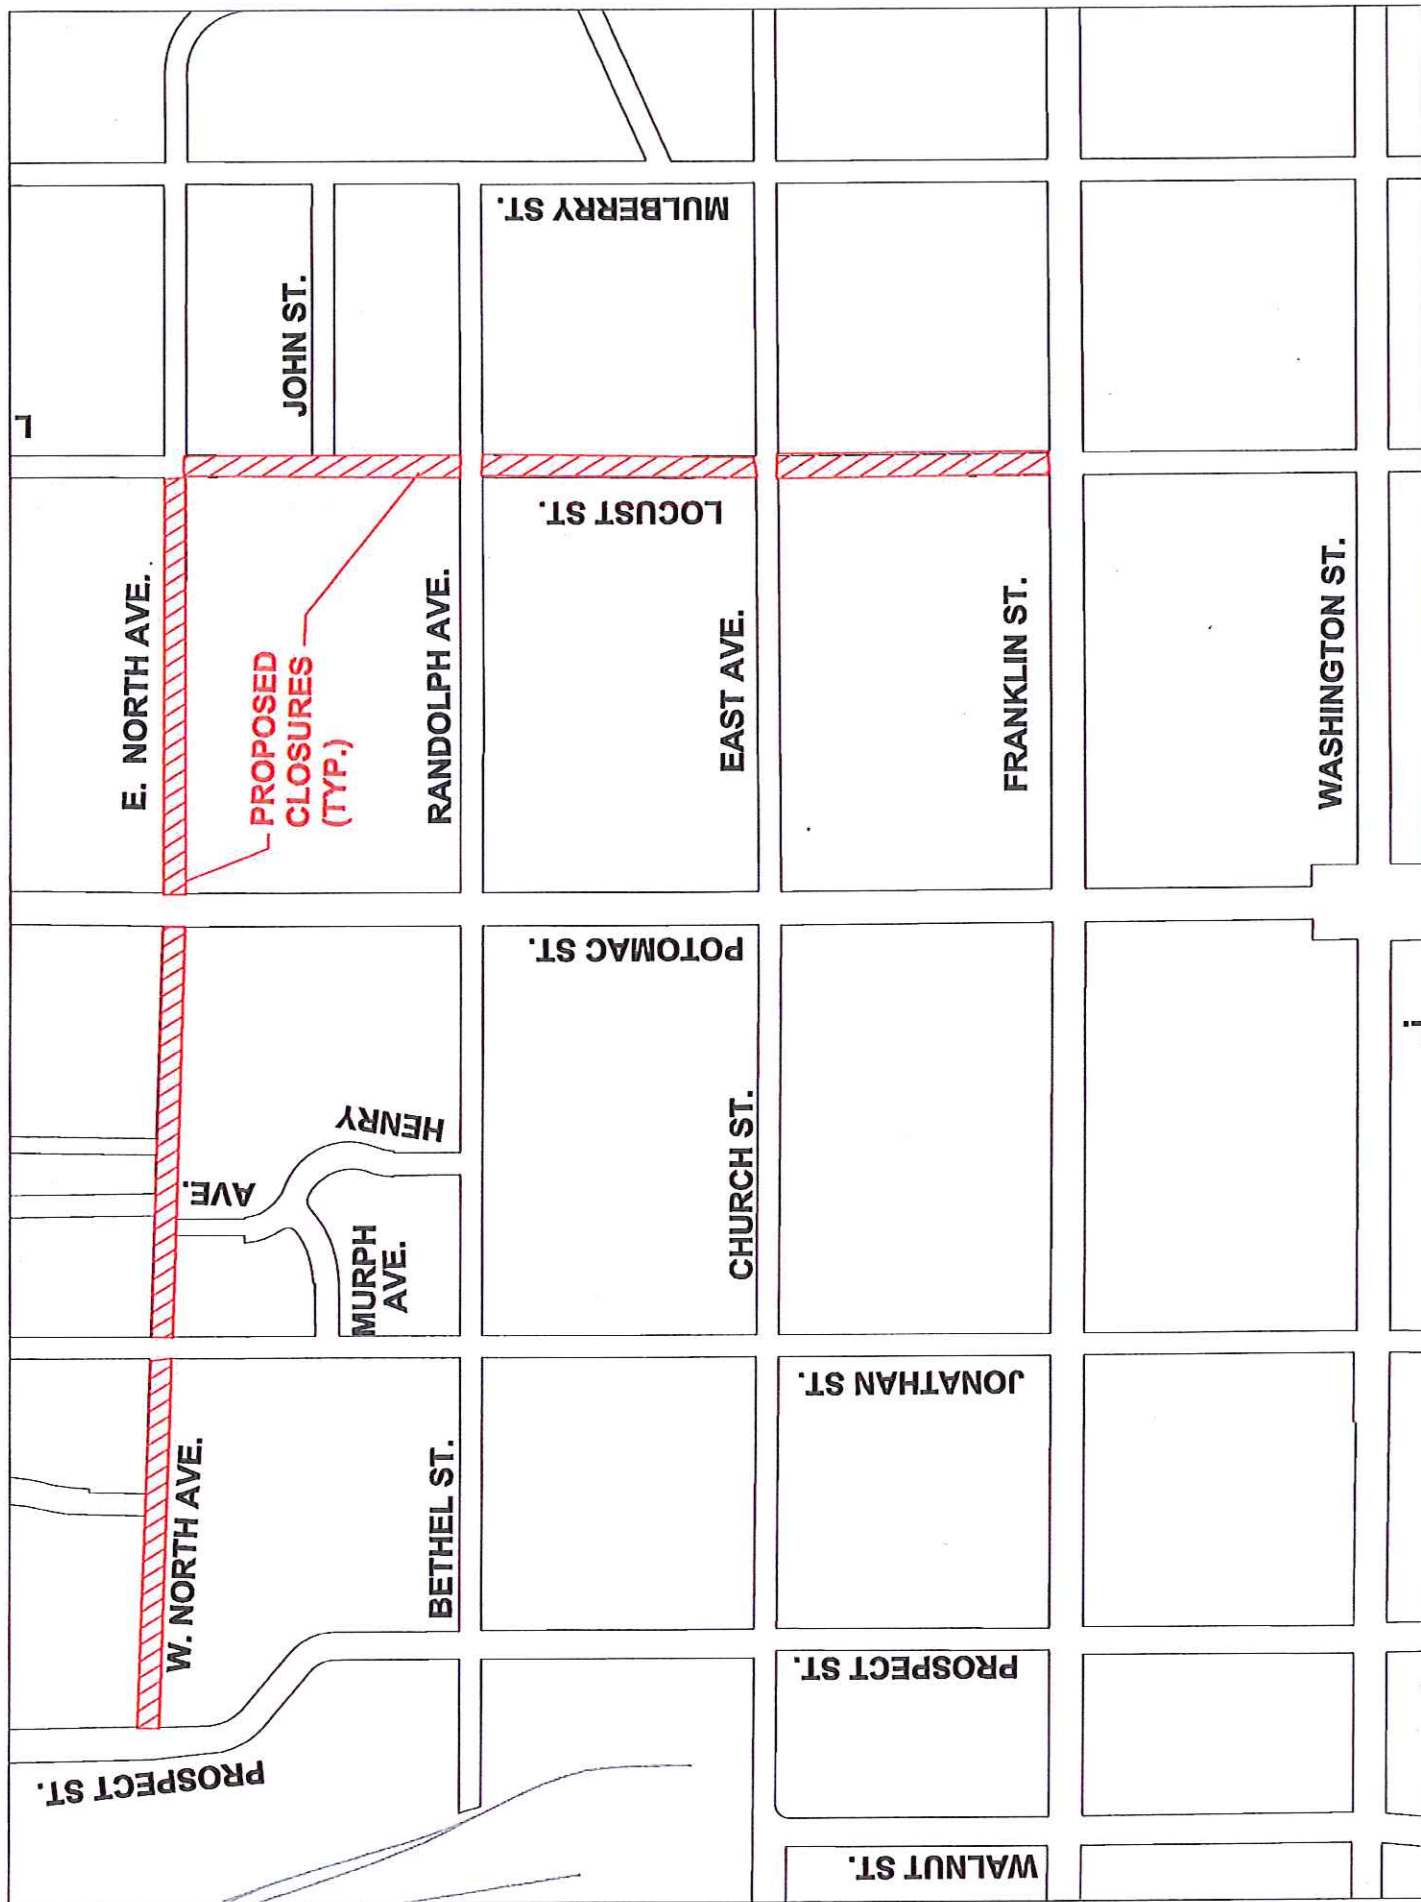 L
MULBERRY ST.
JOHN ST.
E. NORTH AVE.
LOCUST ST.
PROPOSED
CLOSURES
(TYP.)
RANDOLPH AVE.
EAST AVE.
FRANKLIN ST.
WASHINGTON ST.
POTOMAC ST.
HENRY
AVE.
MURPH
AVE.
CHURCH ST.
JONATHAN ST.
W. NORTH AVE.
BETHEL ST.
PROSPECT ST.
PROSPECT ST.
WALNUT ST.